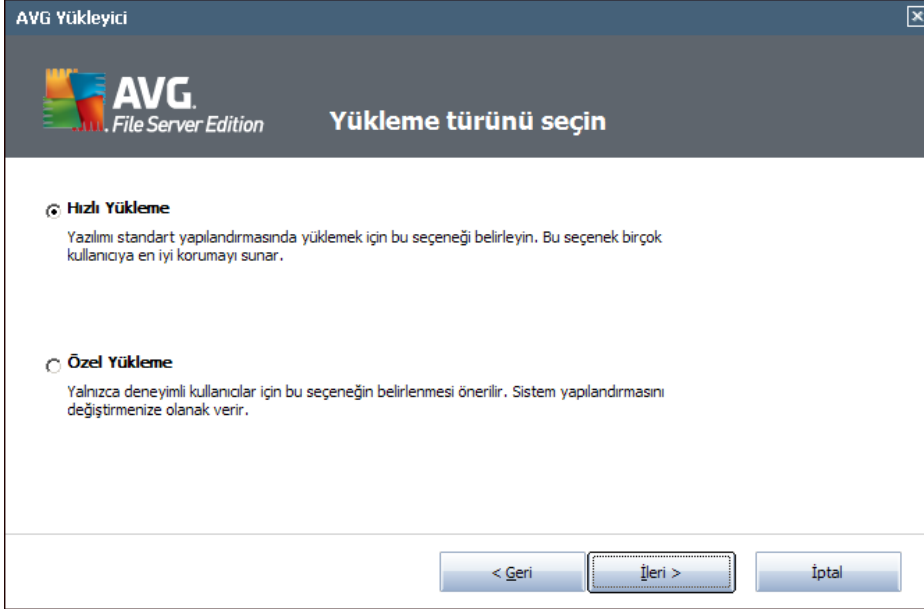 AVG Yükleyici
AVG.
File Server Edition
Yükleme türünü seçin
Hızlı Yükleme
Yazılımı standart yapılandırmasında yüklemek için bu seçeneği belirleyin. Bu seçenek birçok
kullanıcıya en iyi korumayı sunar.
Özel Yükleme
Yalnızca deneyimli kullanıcılar için bu seçeneğin belirlenmesi önerilir. Sistem yapılandırmasını
değiştirmenize olanak verir.
< Geri
İleri >
İptal